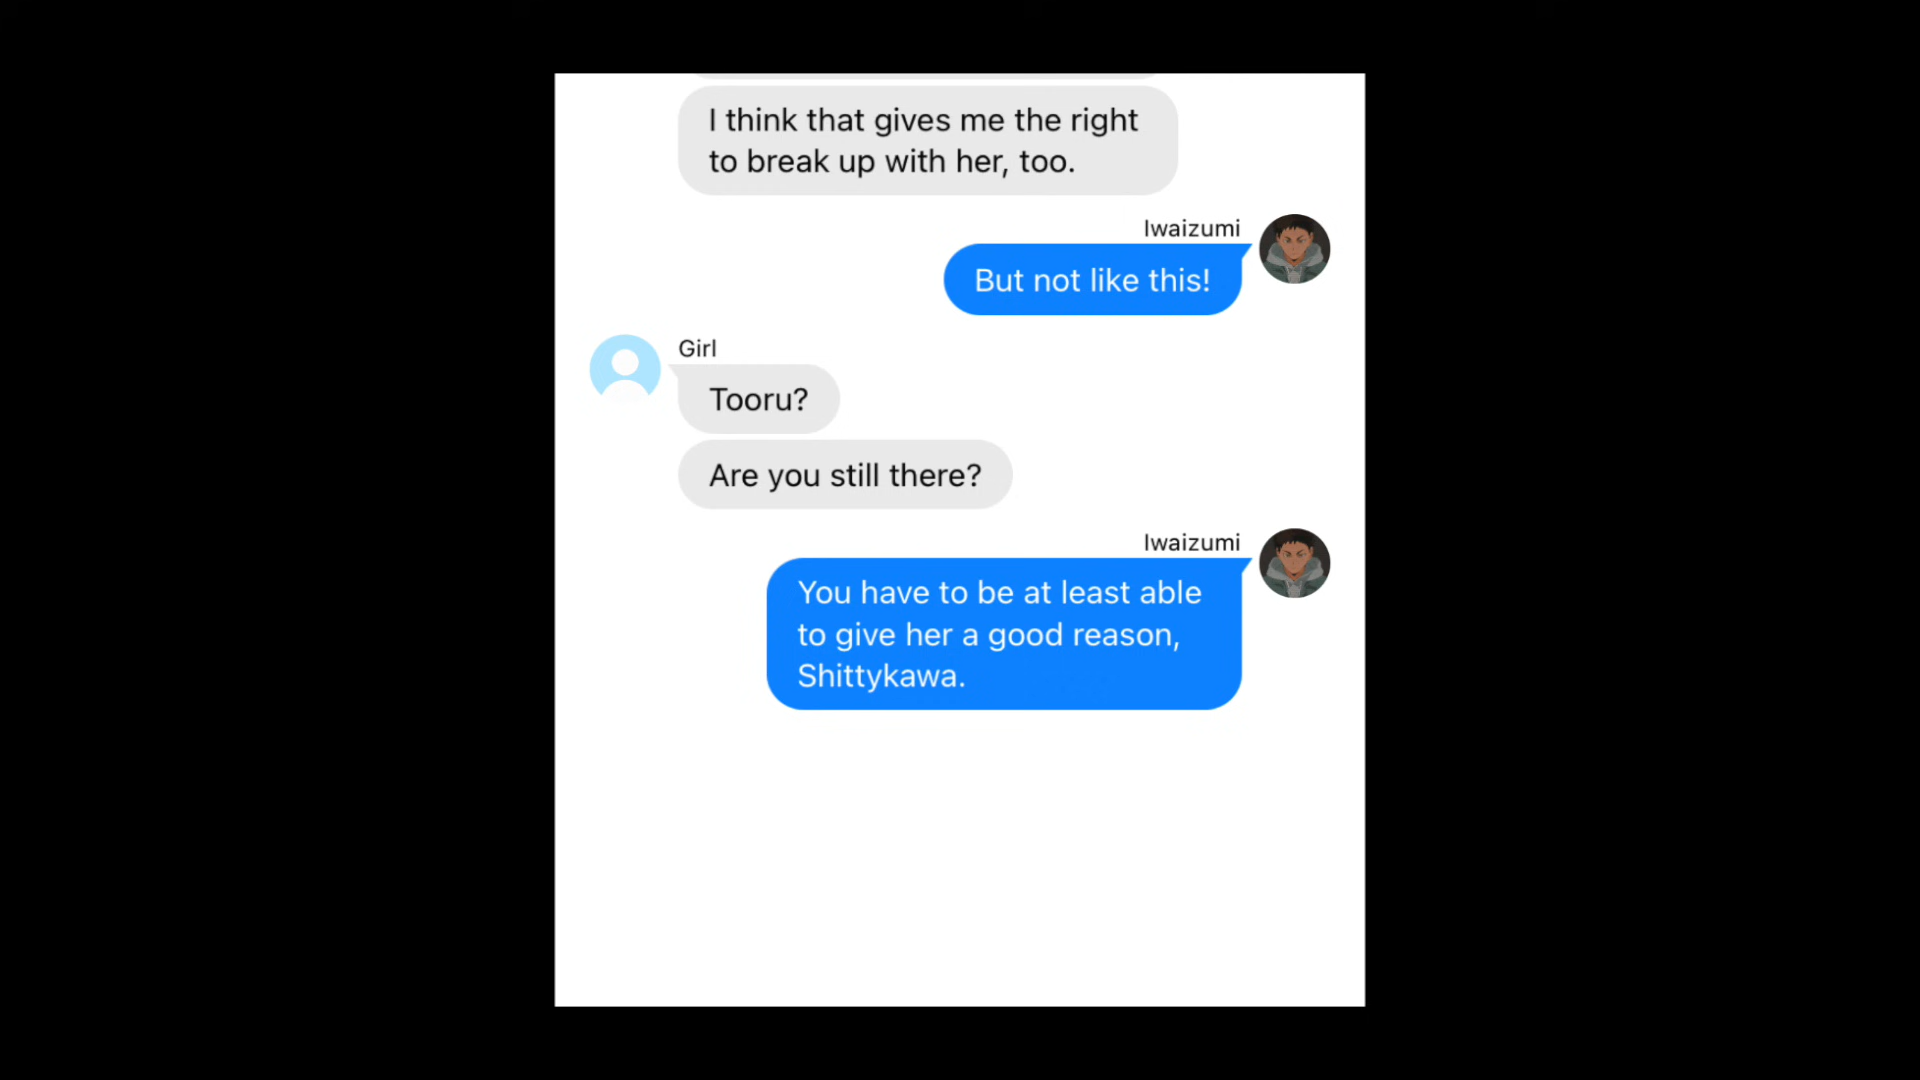 I think that gives me the right
to break up with her, too.
Iwaizumi
But not like this!
Girl
Tooru?
Are you still there?
Iwaizumi
You have to be at least able
to give her a good reason,
Shittykawa.